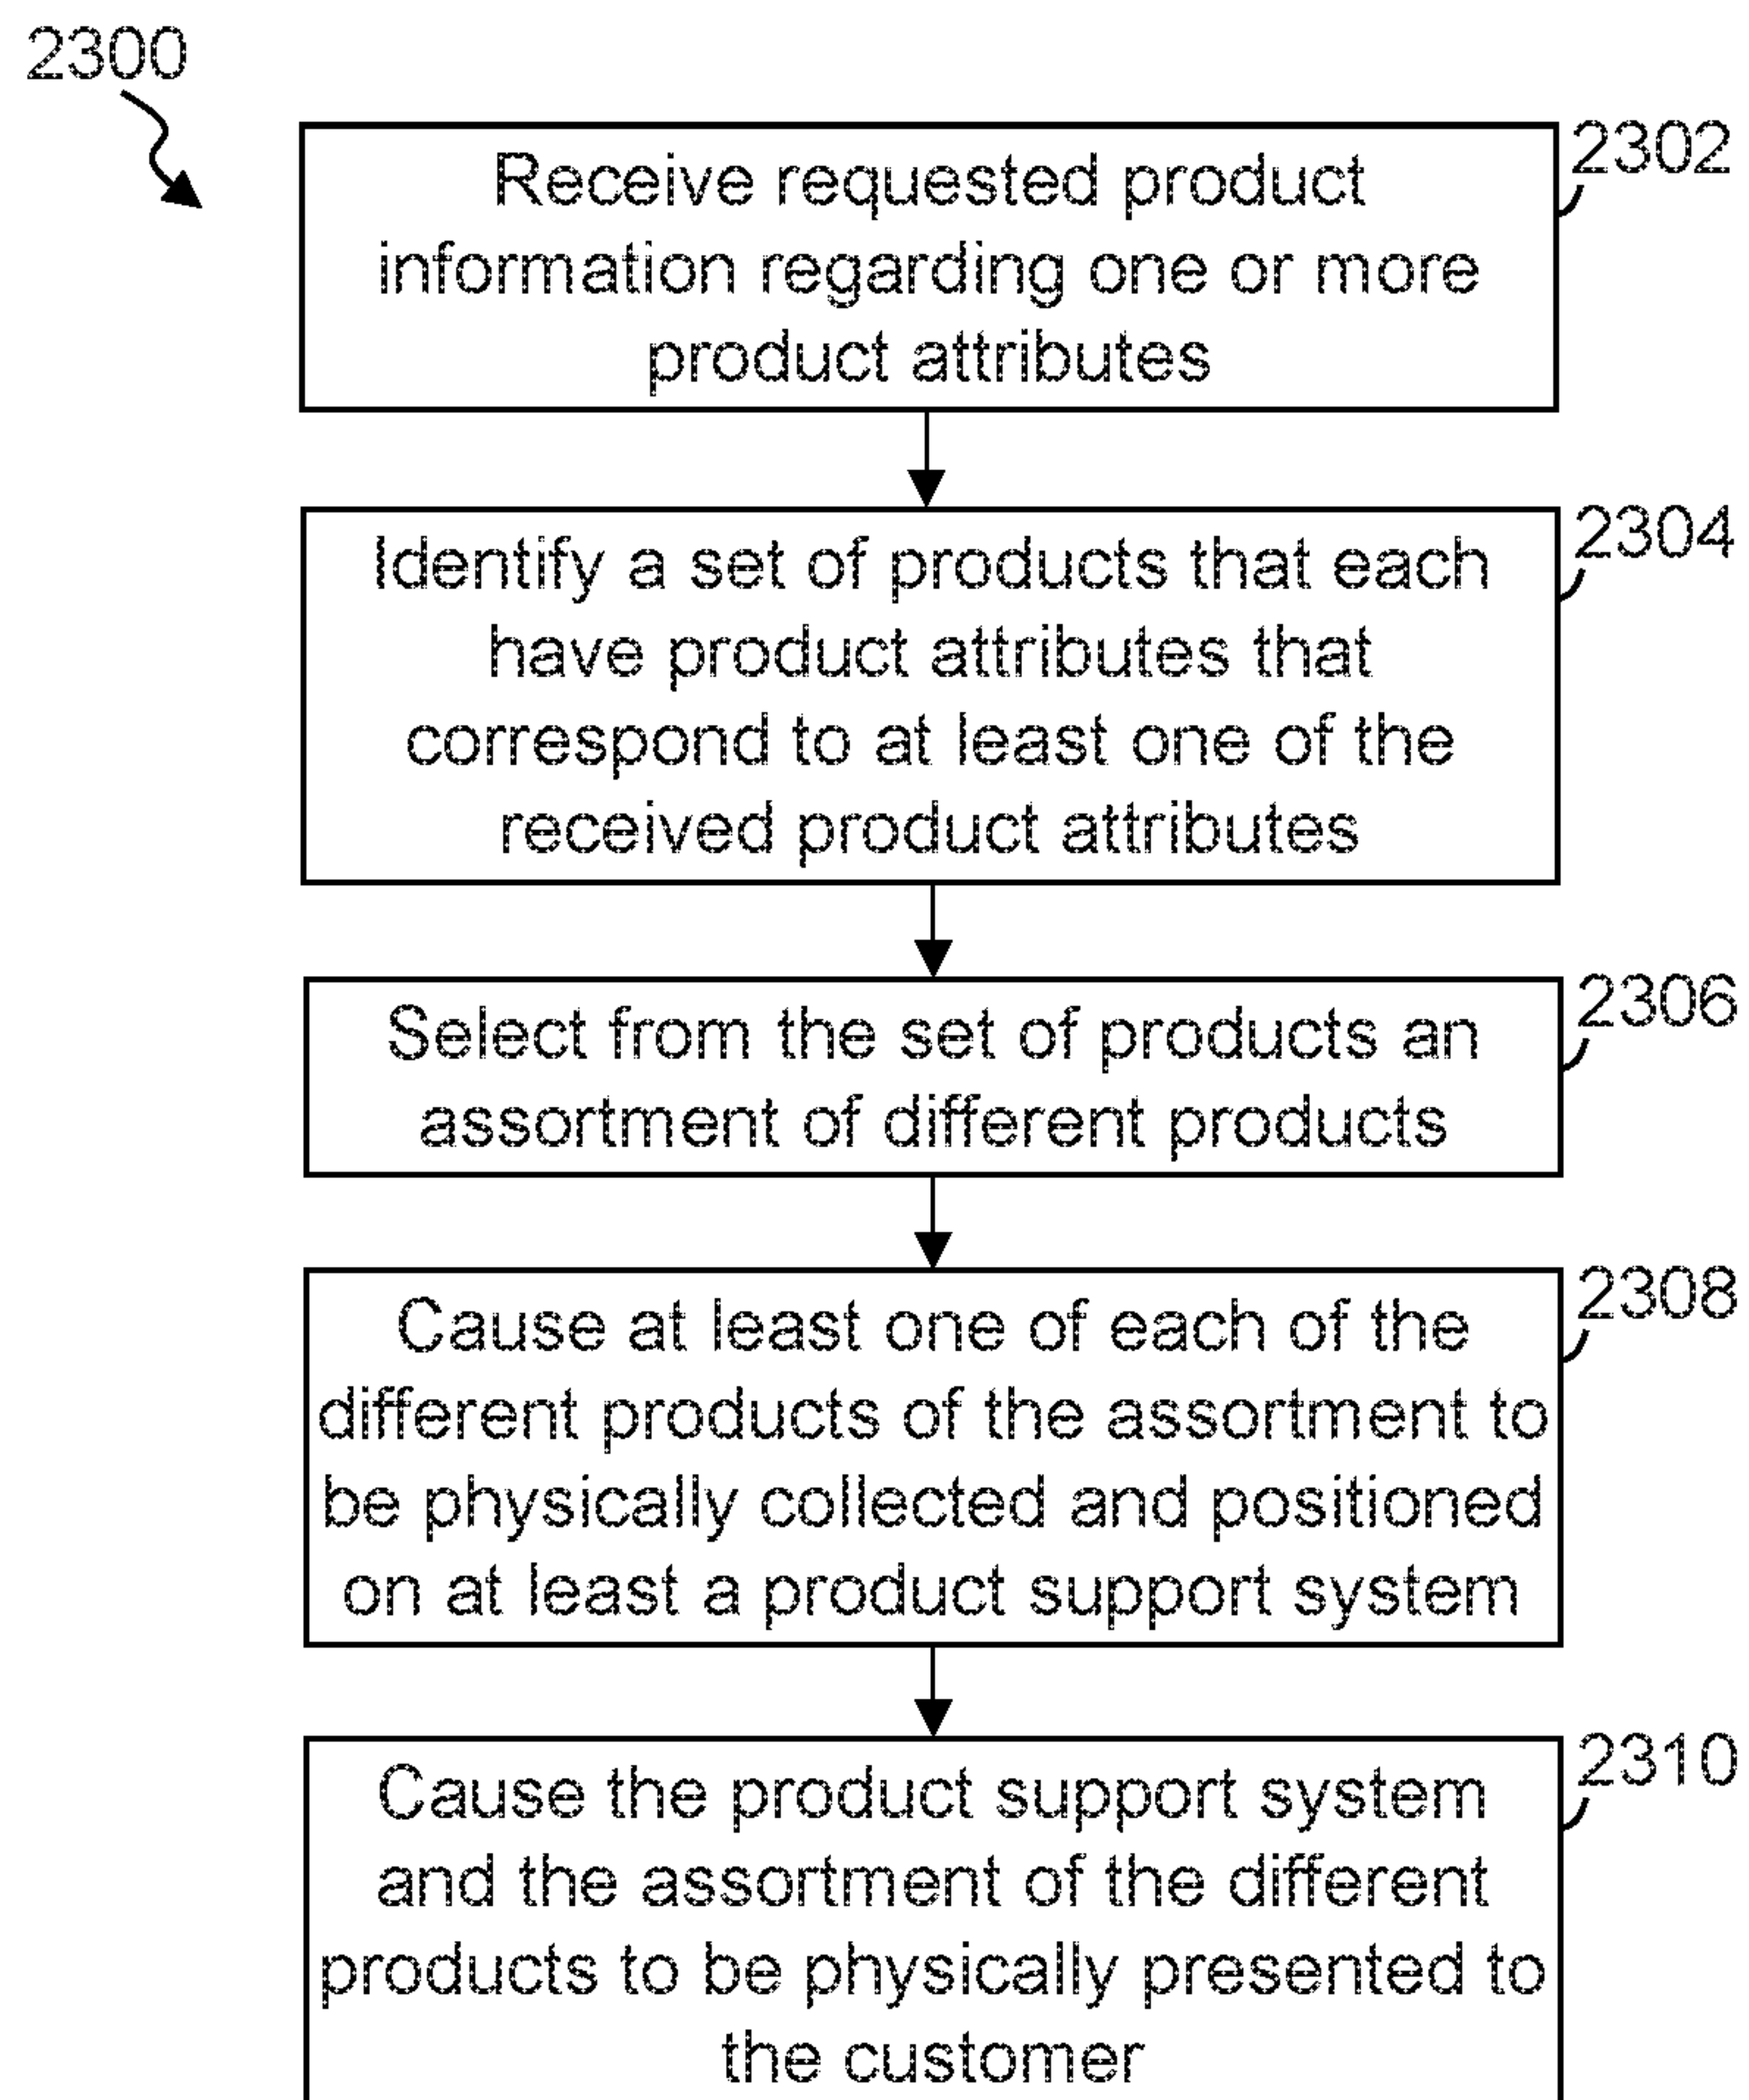 2300
2302
Receive requested product
information regarding one or more
product attributes
2304
Identify a set of products that each
have product attributes that
correspond to at least one of the
received product attributes
2306
Select from the set of products an
assortment of different products
2308
Cause at least one of each of the
different products of the assortment to
be physically collected and positioned
on at least a product support system
2310
Cause the product support system
and the assortment of the different
products to be physically presented to
the customer